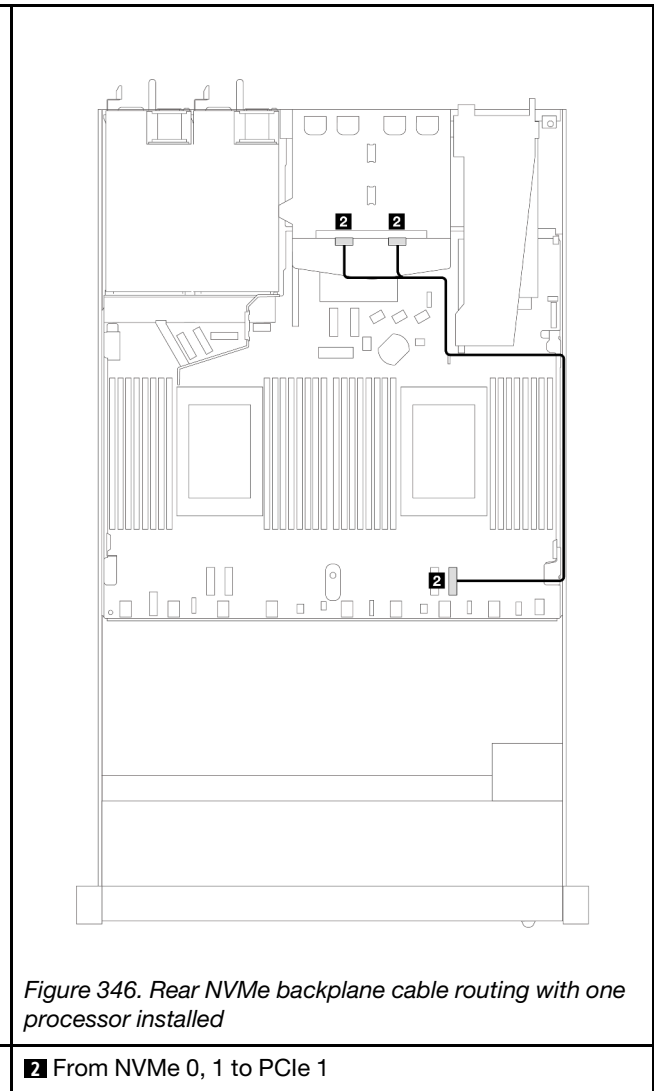 2 2
2
Figure 346. Rear NVMe backplane cable routing with one
processor installed
2 From NVMe 0, 1 to PCIe 1